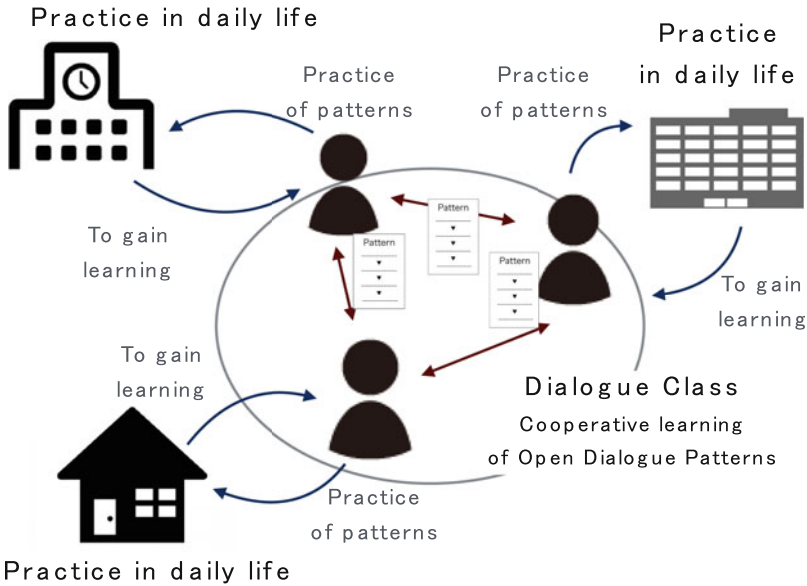 Practice in daily life
Practice
in daily life
Practice
of patterns
Practice
of patterns
To gain
learning
Pattern
Pattern
Pattern
To gain
learning
To gain
learning
Dialogue Class
Cooperative learning
of Open Dialogue Patterns
Practice
of patterns
Practice in daily life